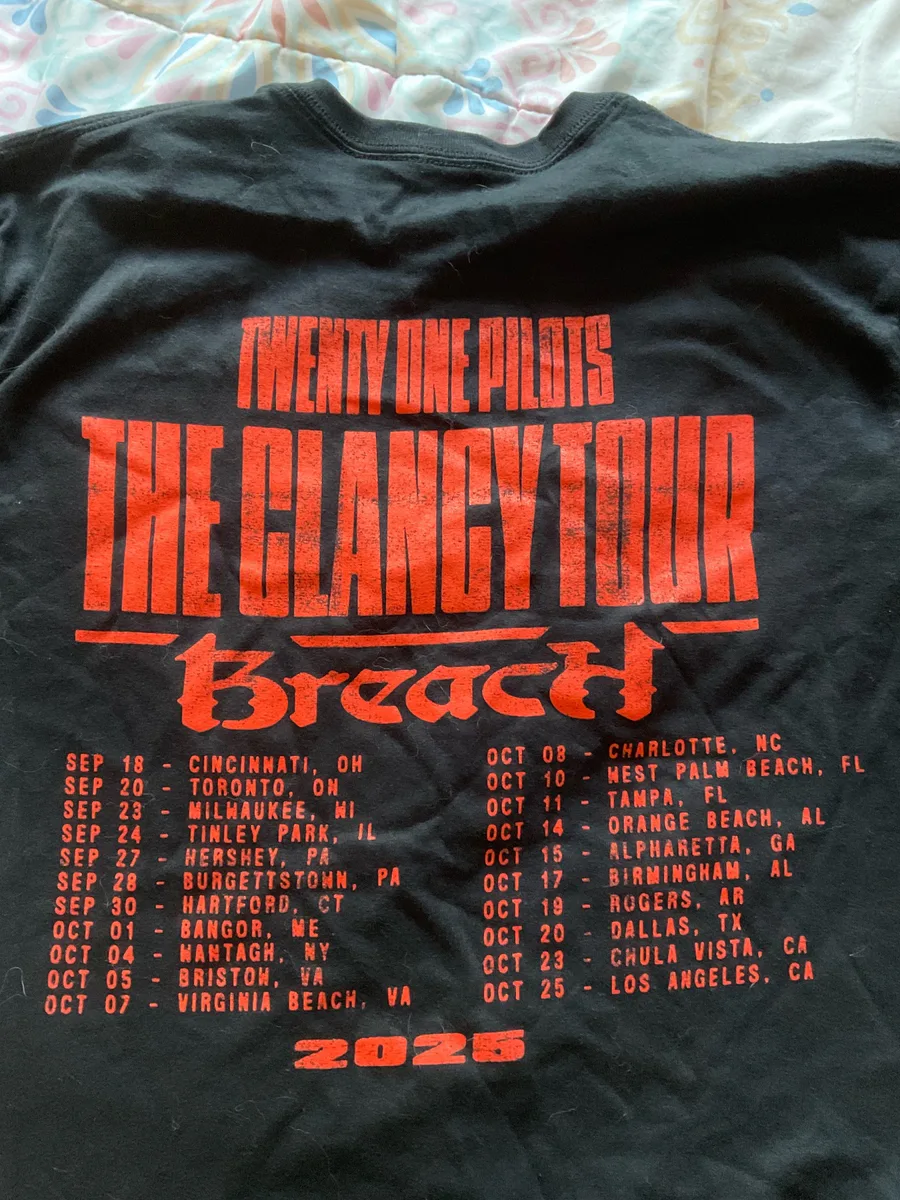 TWENTY ONE PILOTS
THE CLANCY TOUR
BreacH
SEP 18 - CINCINNATI, OH
SEP 20 - TORONTO, ON
SEP 23 - MILWAUKEE, WI
SEP 24 - TINLEY PARK, IL
SEP 27 - HERSHEY, PA
SEP 28 - BURGETTSTOWN, PA
SEP 30 - HARTFORD, CT
OCT 01 - BANGOR, ME
OCT 04 - WANTAGH, NY
OCT 05 - BRISTOW, VA
OCT 07 - VIRGINIA BEACH, VA
OCT 08 - CHARLOTTE, NC
OCT 10 - WEST PALM BEACH, FL
OCT 11 - TAMPA, FL
OCT 14 - ORANGE BEACH, AL
OCT 15 - ALPHARETTA, GA
OCT 17 - BIRMINGHAM, AL
OCT 19 - ROGERS, AR
OCT 20 - DALLAS, TX
OCT 23 - CHULA VISTA, CA
OCT 25 - LOS ANGELES, CA
2025